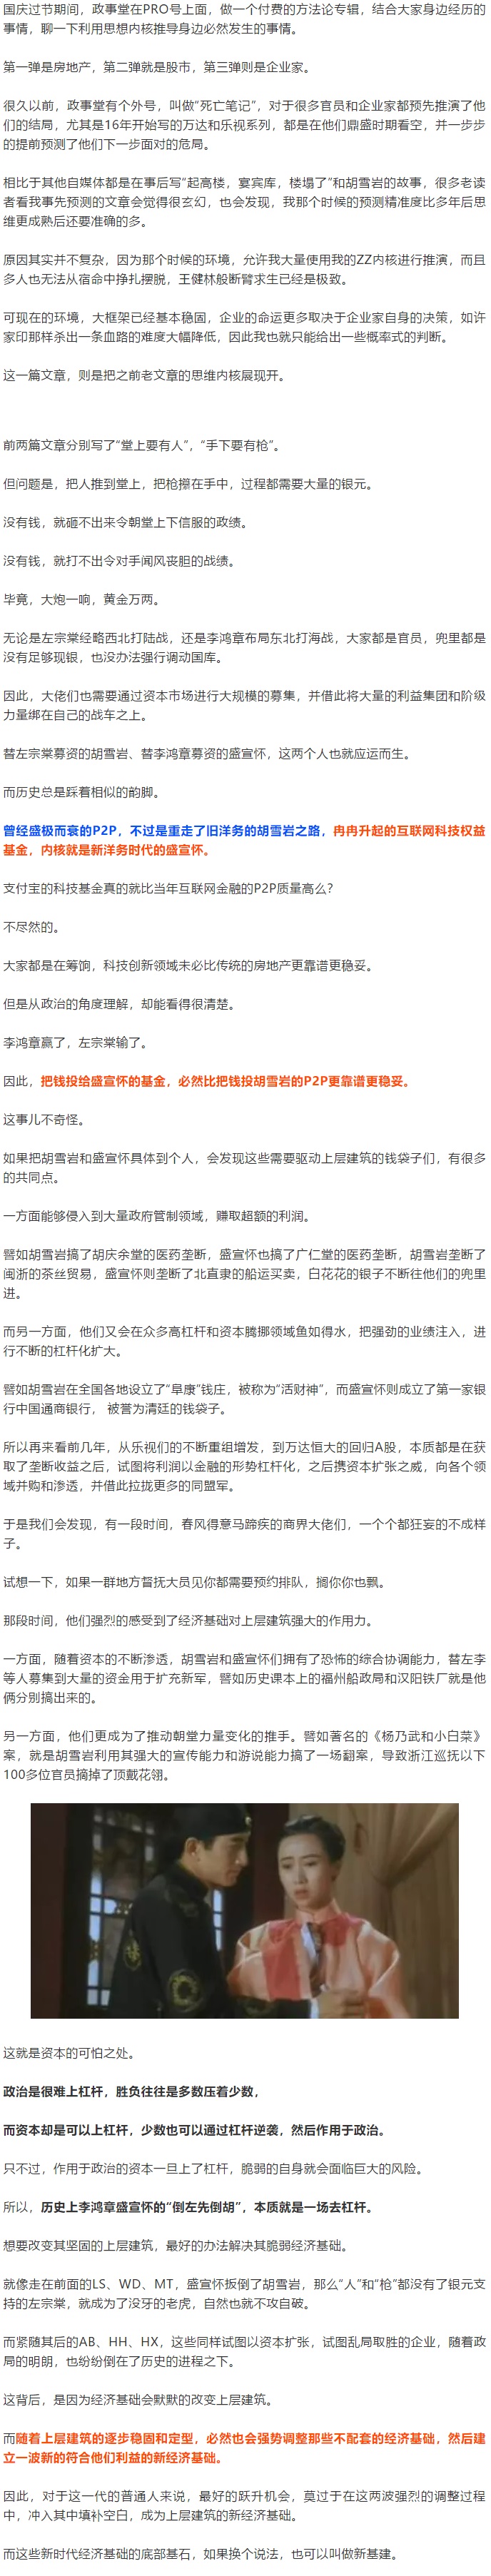 国庆过节期间，政事堂在PRO号上面，做一个付费的方法论专辑，结合大家身边经历的
事情，聊一下利用思想内核推导身边必然发生的事情。
第一弹是房地产，第二弹就是股市，第三弹则是企业家。
很久以前，政事堂有个外号，叫做“死亡笔记”，对于很多官员和企业家都预先推演了他
们的结局，尤其是16年开始写的万达和乐视系列，都是在他们鼎盛时期看空，并一步步
的提前预测了他们下一步面对的危局。
相比于其他自媒体都是在事后写“起高楼，宴宾库，楼塌了”和胡雪岩的故事，很多老读
者看我事先预测的文章会觉得很玄幻，也会发现，我那个时候的预测精准度比多年后思
维更成熟后还要准确的多。
原因其实并不复杂，因为那个时候的环境，允许我大量使用我的ZZ内核进行推演，而且
多人也无法从宿命中挣扎摆脱，王健林般断臂求生已经是极致。
可现在的环境，大框架已经基本稳固，企业的命运更多取决于企业家自身的决策，如许
家印那样杀出一条血路的难度大幅降低，因此我也就只能给出一些概率式的判断。
这一篇文章，则是把之前老文章的思维内核展现开。
前两篇文章分别写了“堂上要有人”，“手下要有枪”。
但问题是，把人推到堂上，把枪攥在手中，过程都需要大量的银元。
没有钱，就砸不出来令朝堂上下信服的政绩。
没有钱，就打不出令对手闻风丧胆的战绩。
毕竟，大炮一响，黄金万两。
无论是左宗棠经略西北打陆战，还是李鸿章布局东北打海战，大家都是官员，兜里都是
没有足够现银，也没办法强行调动国库。
因此，大佬们也需要通过资本市场进行大规模的募集，并借此将大量的利益集团和阶级
力量绑在自己的战车之上。
替左宗棠募资的胡雪岩、替李鸿章募资的盛宣怀，这两个人也就应运而生。
而历史总是踩着相似的韵脚。
曾经盛极而衰的P2P，不过是重走了旧洋务的胡雪岩之路，冉冉升起的互联网科技权益
基金，内核就是新洋务时代的盛宣怀。
支付宝的科技基金真的就比当年互联网金融的P2P质量高么？
不尽然的。
大家都是在筹饷，科技创新领域未必比传统的房地产更靠谱更稳妥。
但是从政治的角度理解，却能看得很清楚。
李鸿章赢了，左宗棠输了。
因此，把钱投给盛宣怀的基金，必然比把钱投胡雪岩的P2P更靠谱更稳妥。
这事儿不奇怪。
如果把胡雪岩和盛宣怀具体到个人，会发现这些需要驱动上层建筑的钱袋子们，有很多
的共同点。
一方面能够侵入到大量政府管制领域，赚取超额的利润。
譬如胡雪岩搞了胡庆余堂的医药垄断，盛宣怀也搞了广仁堂的医药垄断，胡雪岩垄断了
闽浙的茶丝贸易，盛宣怀则垄断了北直隶的船运买卖，白花花的银子不断往他们的兜里
进。
而另一方面，他们又会在众多高杠杆和资本腾挪领域鱼如得水，把强劲的业绩注入，进
行不断的杠杆化扩大。
譬如胡雪岩在全国各地设立了“阜康”钱庄，被称为“活财神”，而盛宣怀则成立了第一家银
行中国通商银行， 被誉为清廷的钱袋子。
所以再来看前几年，从乐视们的不断重组增发，到万达恒大的回归A股，本质都是在获
取了垄断收益之后，试图将利润以金融的形势杠杆化，之后携资本扩张之威，向各个领
域并购和渗透，并借此拉拢更多的同盟军。
于是我们会发现，有一段时间，春风得意马蹄疾的商界大佬们，一个个都狂妄的不成样
子。
试想一下，如果一群地方督抚大员见你都需要预约排队，搁你你也飘。
那段时间，他们强烈的感受到了经济基础对上层建筑强大的作用力。
一方面，随着资本的不断渗透，胡雪岩和盛宣怀们拥有了恐怖的综合协调能力，替左李
等人募集到大量的资金用于扩充新军，譬如历史课本上的福州船政局和汉阳铁厂就是他
俩分别搞出来的。
另一方面，他们更成为了推动朝堂力量变化的推手。譬如著名的《杨乃武和小白菜》
案，就是胡雪岩利用其强大的宣传能力和游说能力搞了一场翻案，导致浙江巡抚以下
100多位官员摘掉了顶戴花翎。
这就是资本的可怕之处。
政治是很难上杠杆，胜负往往是多数压着少数，
而资本却是可以上杠杆，少数也可以通过杠杆逆袭，然后作用于政治。
只不过，作用于政治的资本一旦上了杠杆，脆弱的自身就会面临巨大的风险。
所以，历史上李鸿章盛宣怀的“倒左先倒胡”，本质就是一场去杠杆。
想要改变其坚固的上层建筑，最好的办法解决其脆弱经济基础。
就像走在前面的LS、WD、MT，盛宣怀扳倒了胡雪岩，那么“人”和“枪”都没有了银元支
持的左宗棠，就成为了没牙的老虎，自然也就不攻自破。
而紧随其后的AB、HH、HX，这些同样试图以资本扩张，试图乱局取胜的企业，随着政
局的明朗，也纷纷倒在了历史的进程之下。
这背后，是因为经济基础会默默的改变上层建筑。
而随着上层建筑的逐步稳固和定型，必然也会强势调整那些不配套的经济基础，然后建
立一波新的符合他们利益的新经济基础。
因此，对于这一代的普通人来说，最好的跃升机会，莫过于在这两波强烈的调整过程
中，冲入其中填补空白，成为上层建筑的新经济基础。
而这些新时代经济基础的底部基石，如果换个说法，也可以叫做新基建。